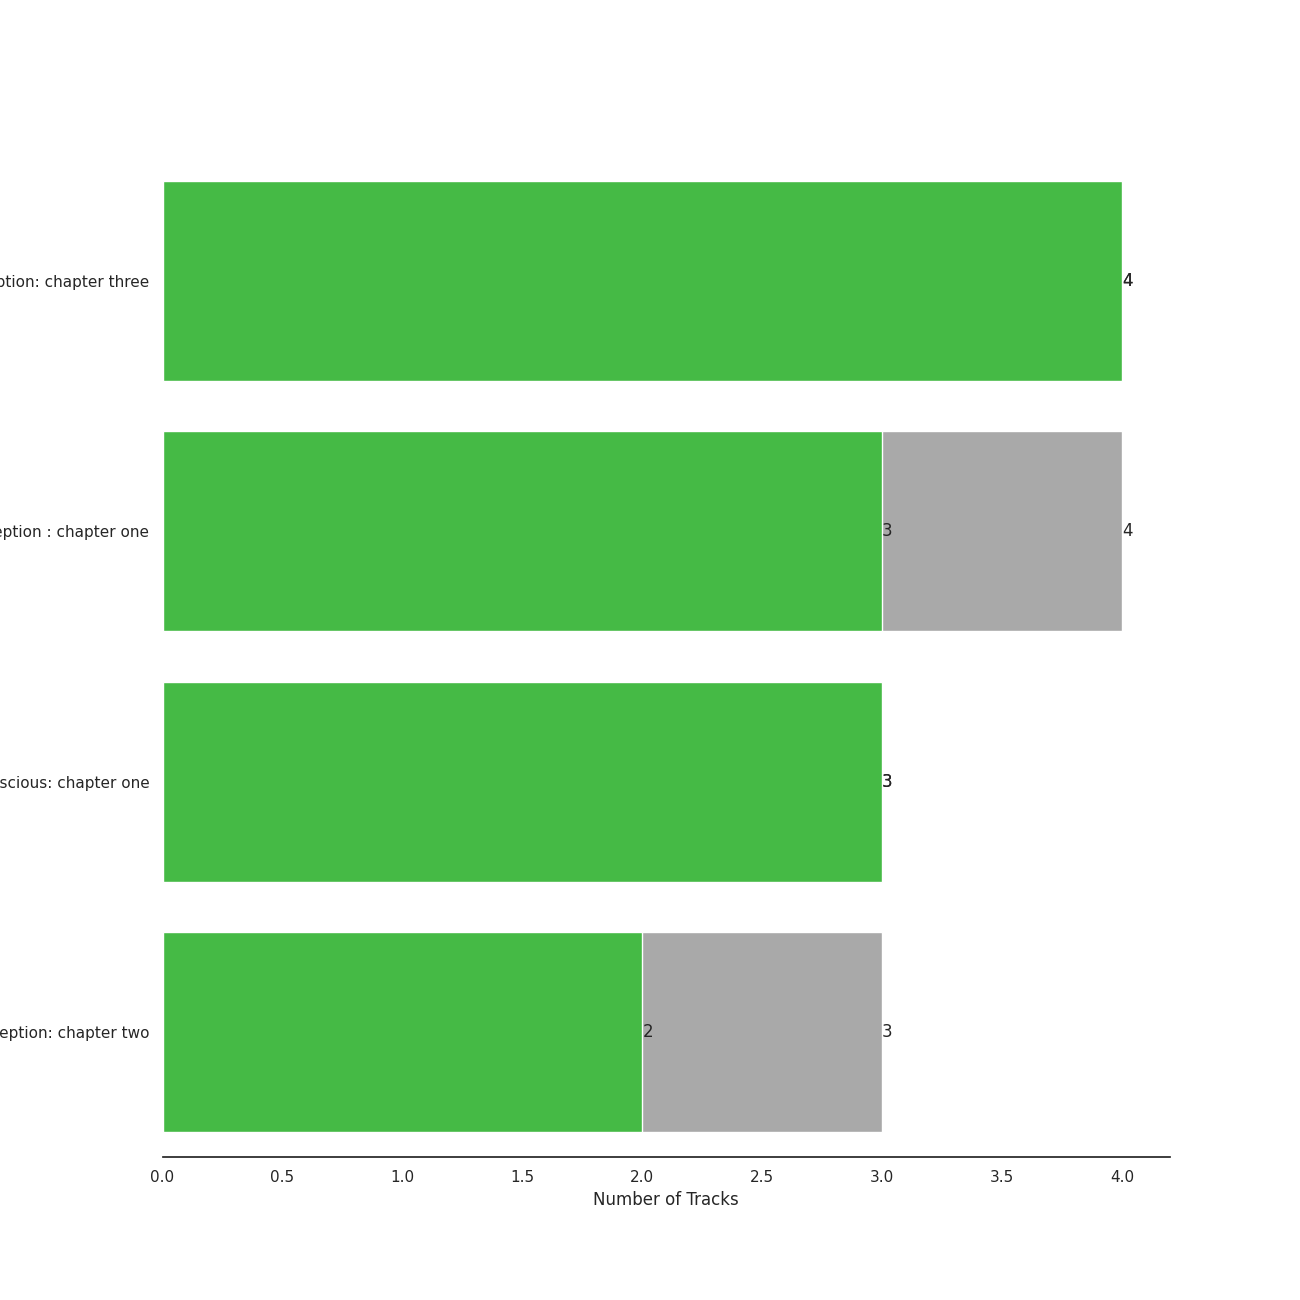 ption: chapter three
4
eption : chapter one
3
4
scious: chapter one
3
eption: chapter two
2
3
0.0 0.5 1.0 1.5 2.0 2.5 3.0 3.5 4.0
Number of Tracks